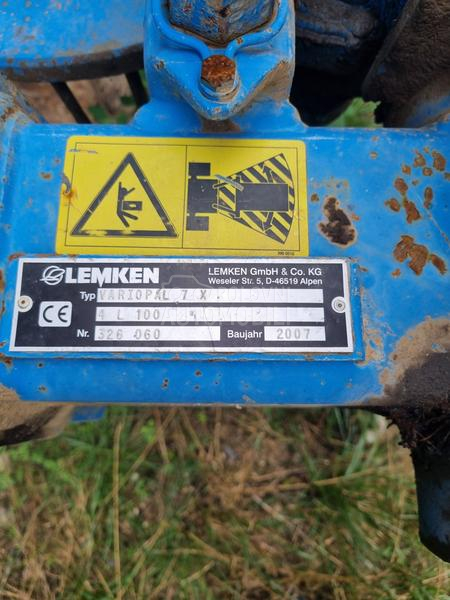 LEMKEN
LEMKEN GmbH & Co. KG
Weseler Str. 5, D-46519 Alpen
Typ VARIOPAL 7 X
CE 4 L 100
Nr. 326 060 Baujahr 2007